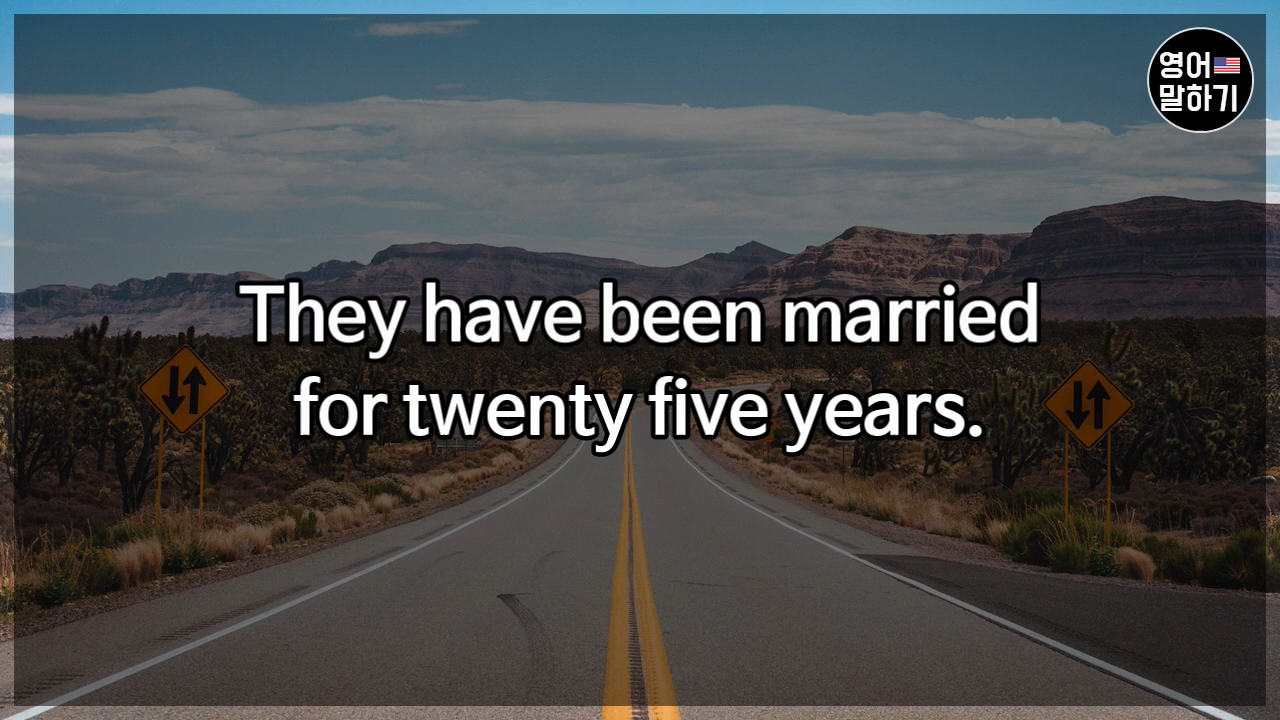 영어
말하기
They have been married
for twenty five years.